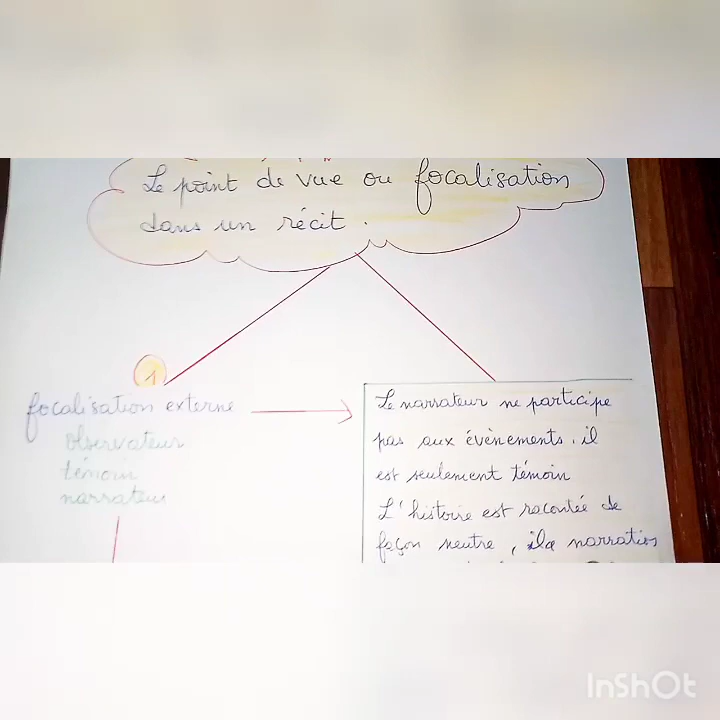 Le point de vue ou focalisation
dans un récit.
1
focalisation externe
observateur
témoin
narrateur
Le narrateur ne participe
pas aux évènements, il
est seulement témoin
L'histoire est racontée de
façon neutre, narration
InShOt